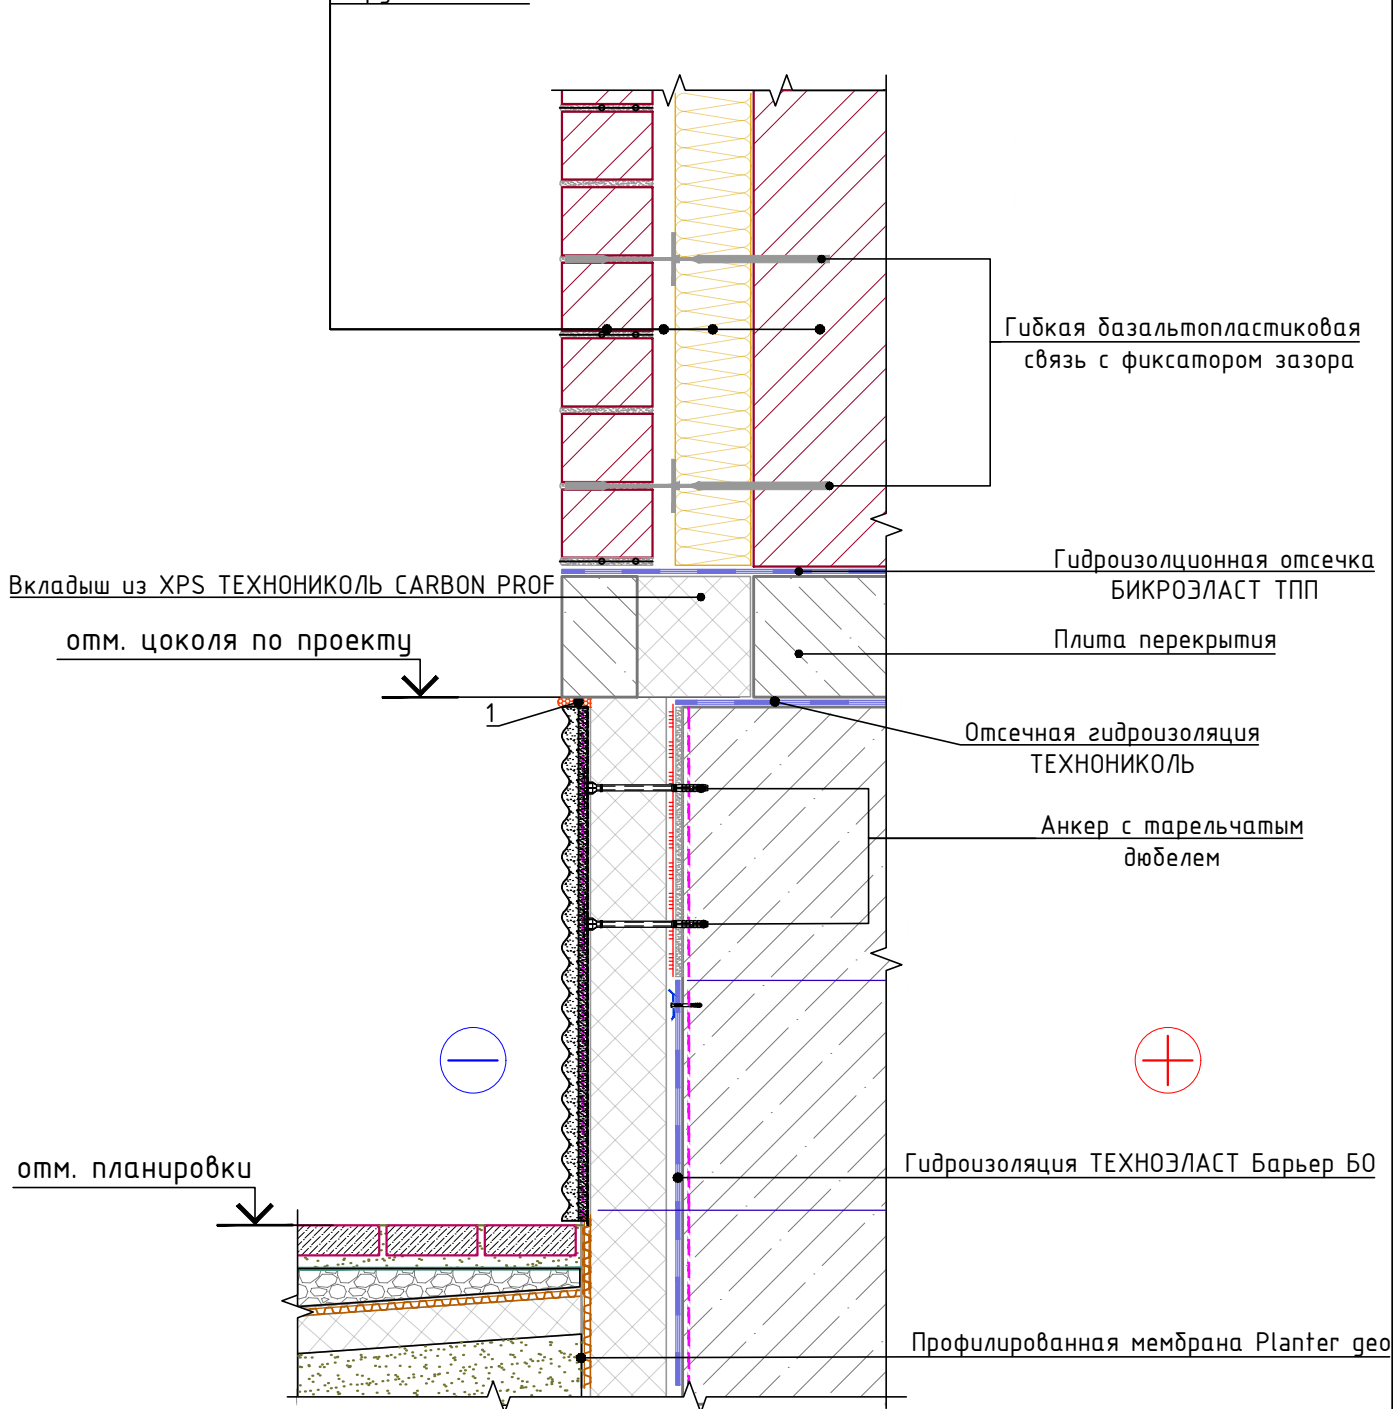 Гибкая базальтопластиковая
связь с фиксатором зазора
Гидроизолционная отсечка
БИКРОЭЛАСТ ТПП
Вкладыш из XPS ТЕХНОНИКОЛЬ CARBON PROF
отм. цоколя по проекту
Плита перекрытия
1
Отсечная гидроизоляция
ТЕХНОНИКОЛЬ
Анкер с тарельчатым
дюбелем
отм. планировки
Гидроизоляция ТЕХНОЭЛАСТ Барьер БО
Профилированная мембрана Planter geo